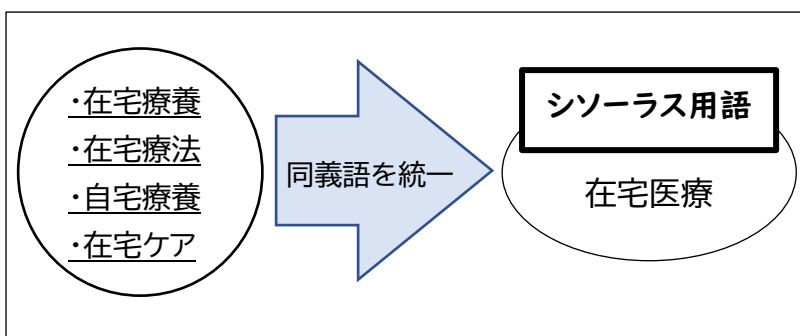 ・在宅療養
・在宅療法
・自宅療養
・在宅ケア
同義語を統一
シソーラス用語
在宅医療